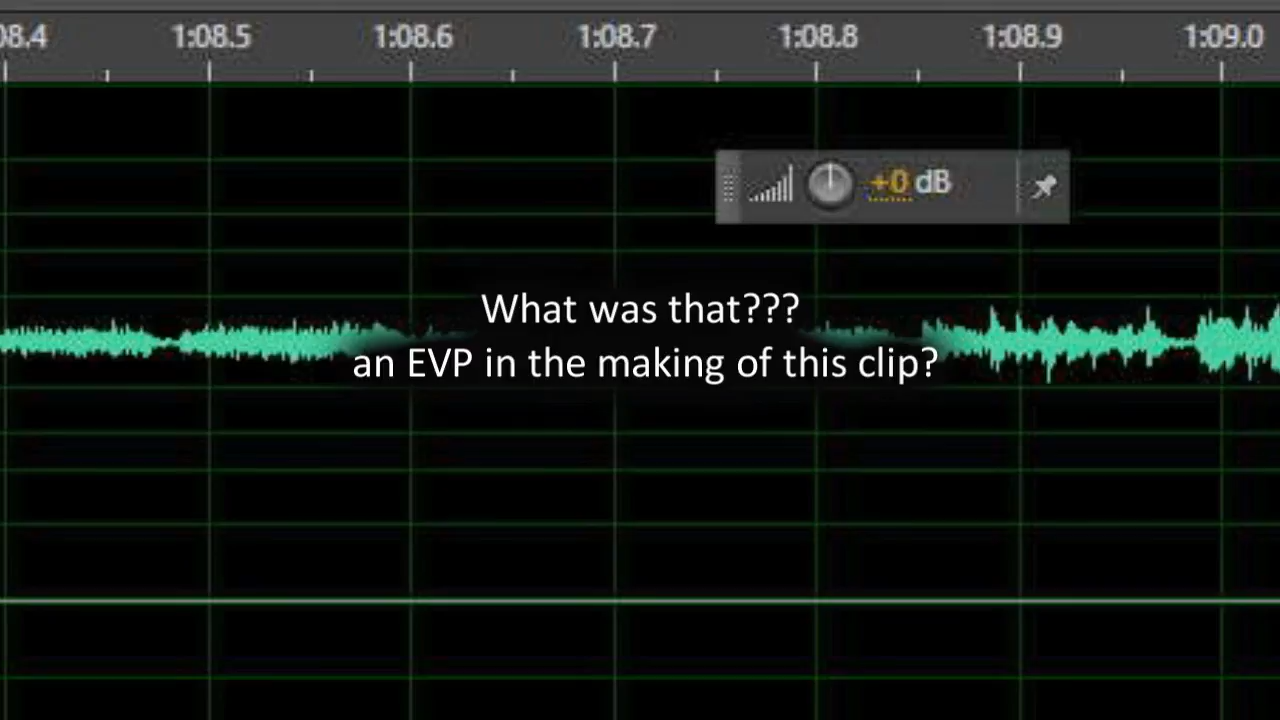 08.4 1:08.5 1:08.6 1:08.7 1:08.8 1:08.9 1:09.0
+0 dB
What was that???
an EVP in the making of this clip?